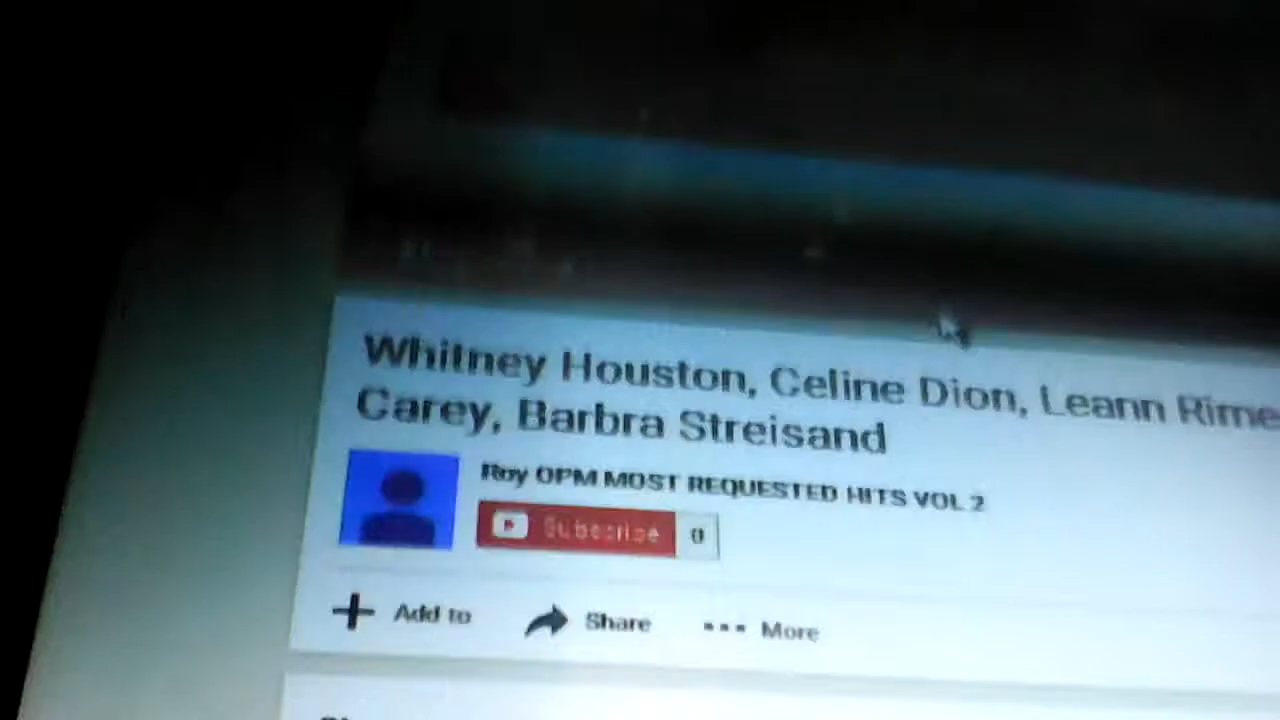 Whitney Houston, Celine Dion, Leann Rime
Carey, Barbra Streisand
Roy OPM MOST REQUESTED HITS VOL 2
Subscribe 0
Add to Share More